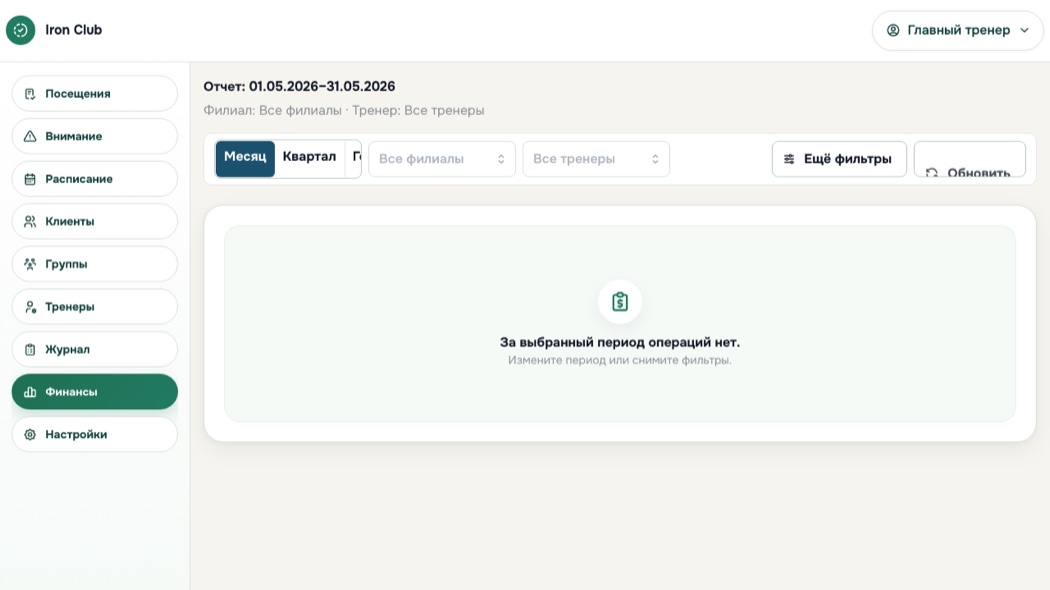 Iron Club
Главный тренер
Посещения
Внимание
Расписание
Клиенты
Группы
Тренеры
Журнал
Финансы
Настройки
Отчет: 01.05.2026–31.05.2026
Филиал: Все филиалы · Тренер: Все тренеры
Месяц Квартал Все филиалы Все тренеры Ещё фильтры Обновить
За выбранный период операций нет.
Измените период или снимите фильтры.